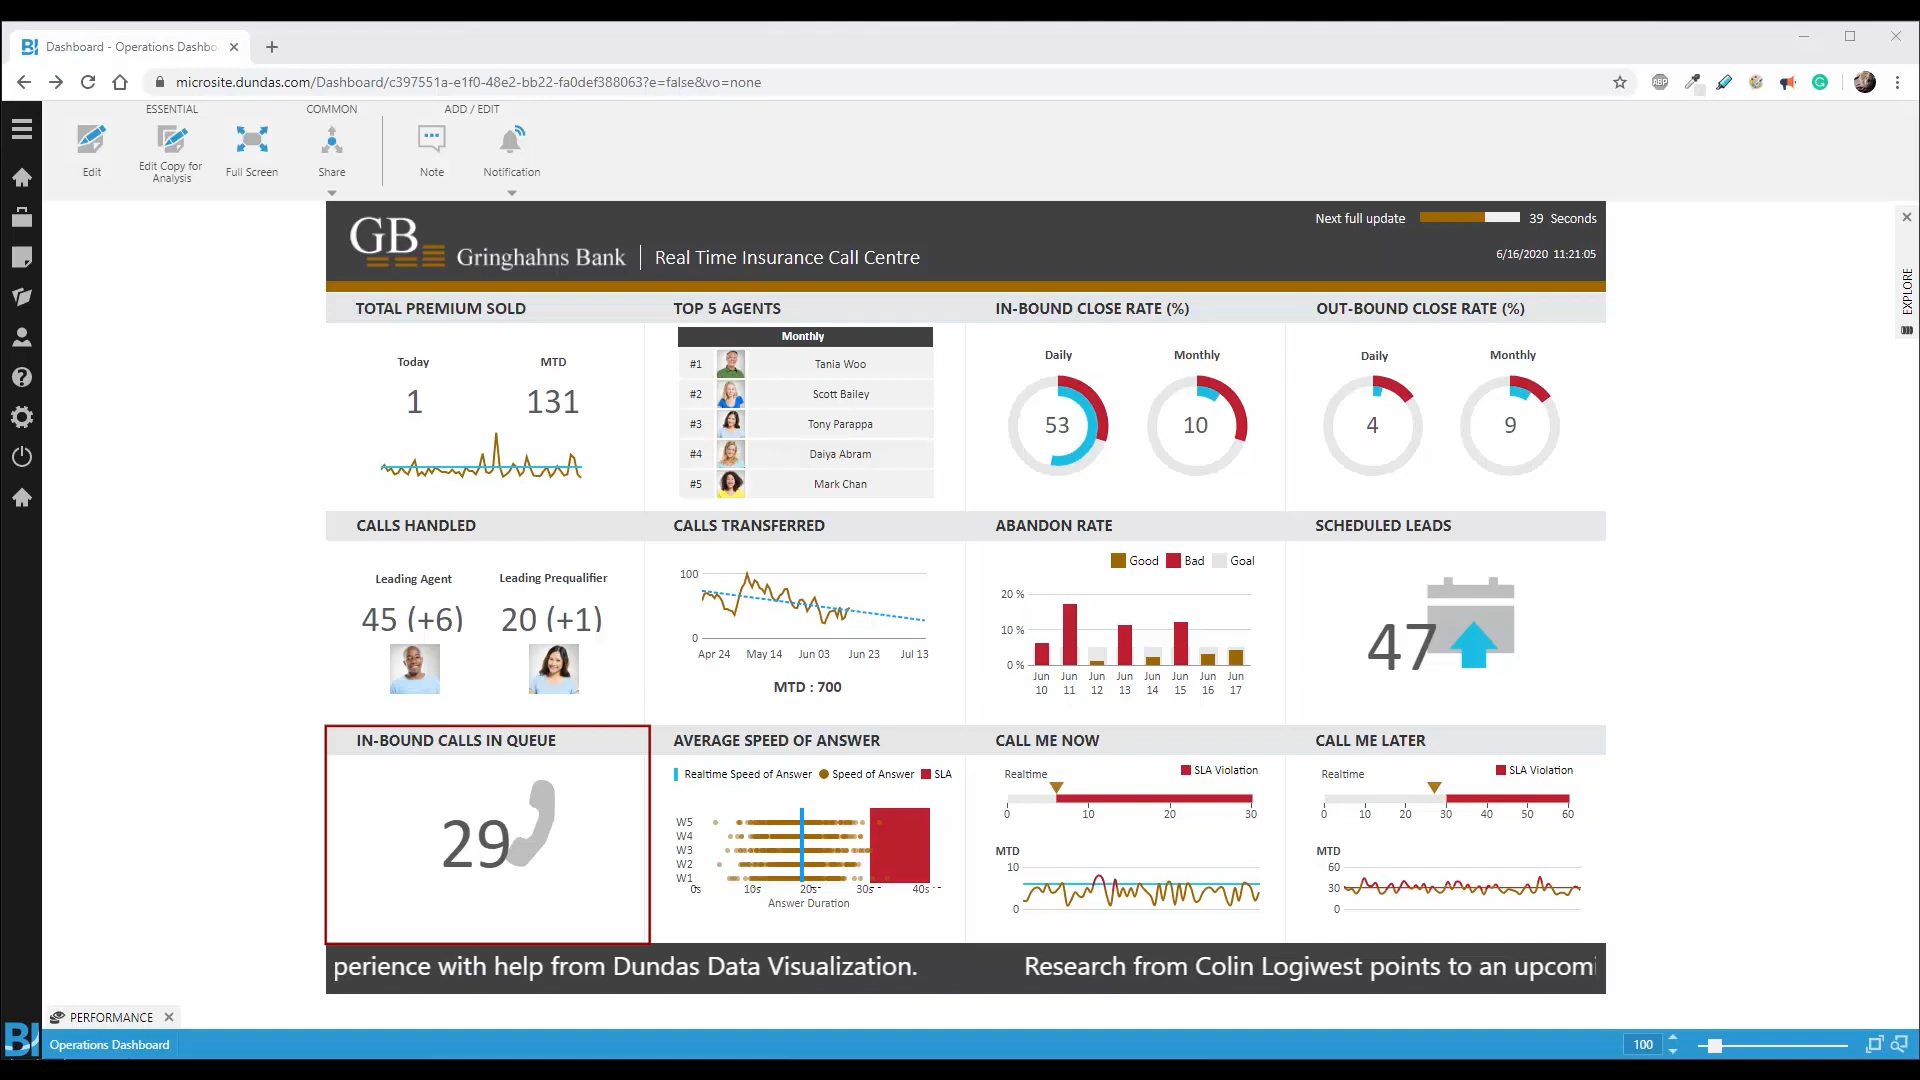 Dashboard - Operations Dashbo
microsite.dundas.com/Dashboard/c397551a-e1f0-48e2-bb22-fa0def388063?e=false&vo=none
ABP
ESSENTIAL
COMMON
ADD / EDIT
Edit
Edit Copy for
Analysis
Full Screen
Share
Note
Notification
GB
Gringhahns Bank
Real Time Insurance Call Centre
Next full update
39 Seconds
6/16/2020 11:21:05
EXPLORE
TOTAL PREMIUM SOLD
Today
MTD
1
131
TOP 5 AGENTS
Monthly
#1 Tania Woo
#2 Scott Bailey
#3 Tony Parappa
#4 Daiya Abram
#5 Mark Chan
IN-BOUND CLOSE RATE (%)
Daily
Monthly
53
10
OUT-BOUND CLOSE RATE (%)
Daily
Monthly
4
9
CALLS HANDLED
Leading Agent
Leading Prequalifier
45 (+6)
20 (+1)
CALLS TRANSFERRED
100
0
Apr 24 May 14 Jun 03 Jun 23 Jul 13
MTD : 700
ABANDON RATE
Good Bad Goal
20 %
10 %
0 %
Jun Jun Jun Jun Jun Jun Jun Jun
10 11 12 13 14 15 16 17
SCHEDULED LEADS
47
IN-BOUND CALLS IN QUEUE
29
AVERAGE SPEED OF ANSWER
Realtime Speed of Answer Speed of Answer SLA
W5
W4
W3
W2
W1
0s 10s 20s 30s 40s
Answer Duration
CALL ME NOW
Realtime
SLA Violation
0 10 20 30
MTD
10
0
CALL ME LATER
Realtime
SLA Violation
0 10 20 30 40 50 60
MTD
60
30
0
perience with help from Dundas Data Visualization.
Research from Colin Logiwest points to an upcomi
PERFORMANCE
BI
Operations Dashboard
100